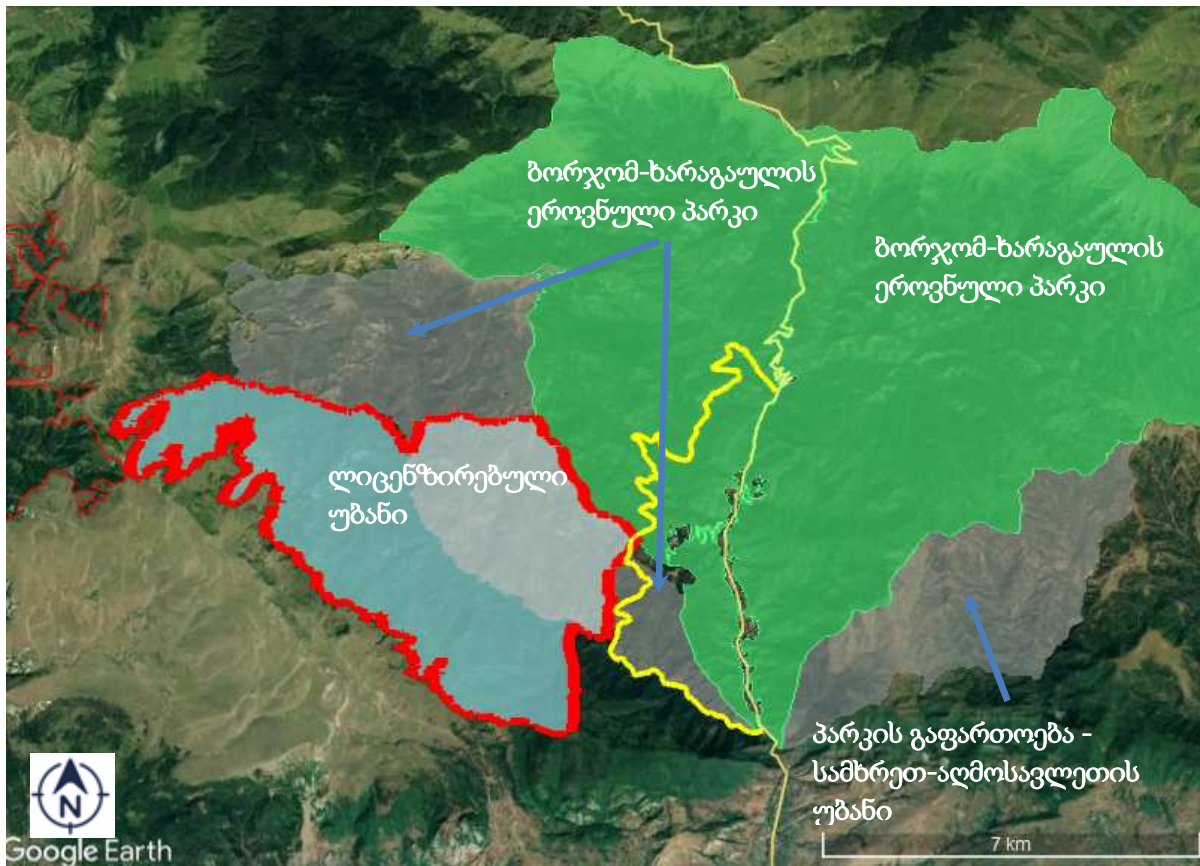 ბორჯომ-ხარაგაულის
ეროვნული პარკი
ბორჯომ-ხარაგაულის
ეროვნული პარკი
ლიცენზირებული
უბანი
პარკის გაფართოება -
სამხრეთ-აღმოსავლეთის
უბანი
N
Google Earth
7 km